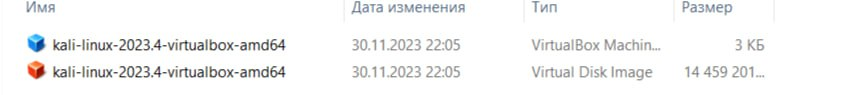 Имя Дата изменения Тип Размер
kali-linux-2023.4-virtualbox-amd64 30.11.2023 22:05 VirtualBox Machin... 3 КБ
kali-linux-2023.4-virtualbox-amd64 30.11.2023 22:05 Virtual Disk Image 14 459 201...